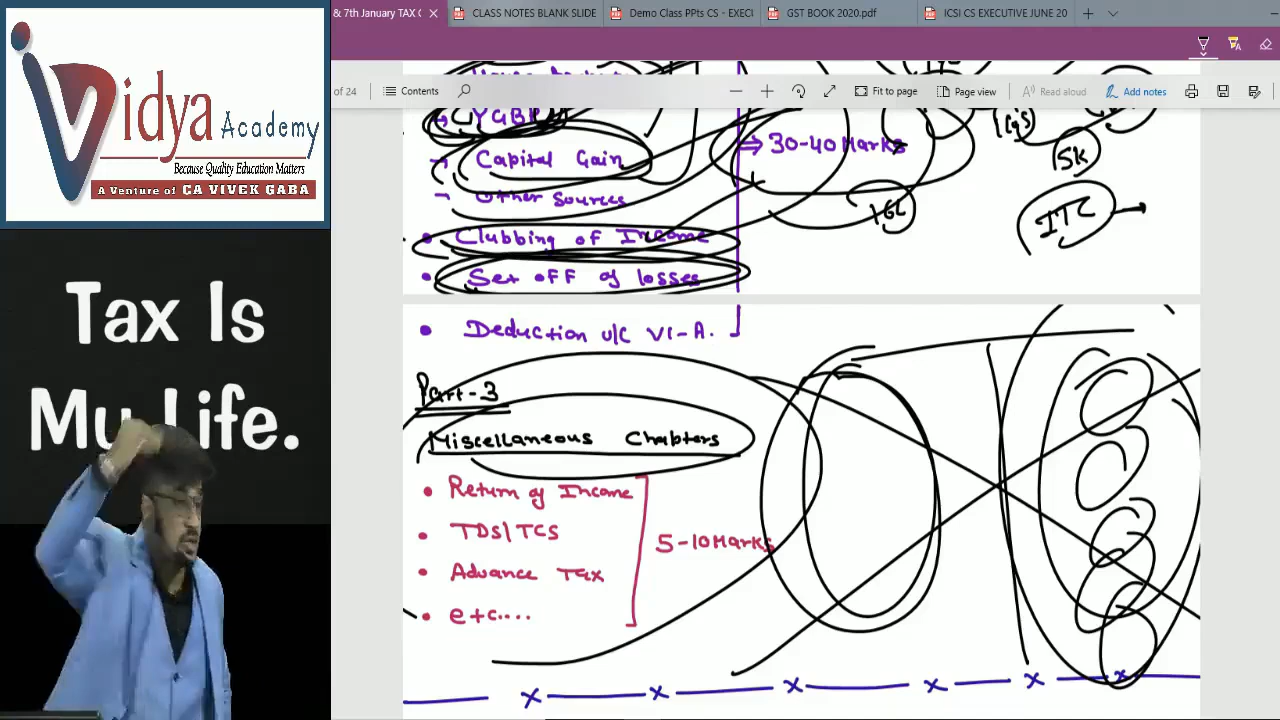 & 7th January TAX C
CLASS NOTES BLANK SLIDE
Demo Class PPts CS - EXECI
GST BOOK 2020.pdf
ICSI CS EXECUTIVE JUNE 20
of 24
Contents
Fit to page
Page view
Read aloud
Add notes
Vidya Academy
Because Quality Education Matters
A Venture of CA VIVEK GABA
Tax Is
My Life.
Capital Gain
⇒ 30-40 Marks
Other Sources
• Clubbing of Income
• Set off of losses
5K
ITC →
• Deduction u/c VI-A.
Part-3
Miscellaneous Chapters
• Return of Income
• TDS/TCS
• Advance Tax
• etc....
5-10 Marks